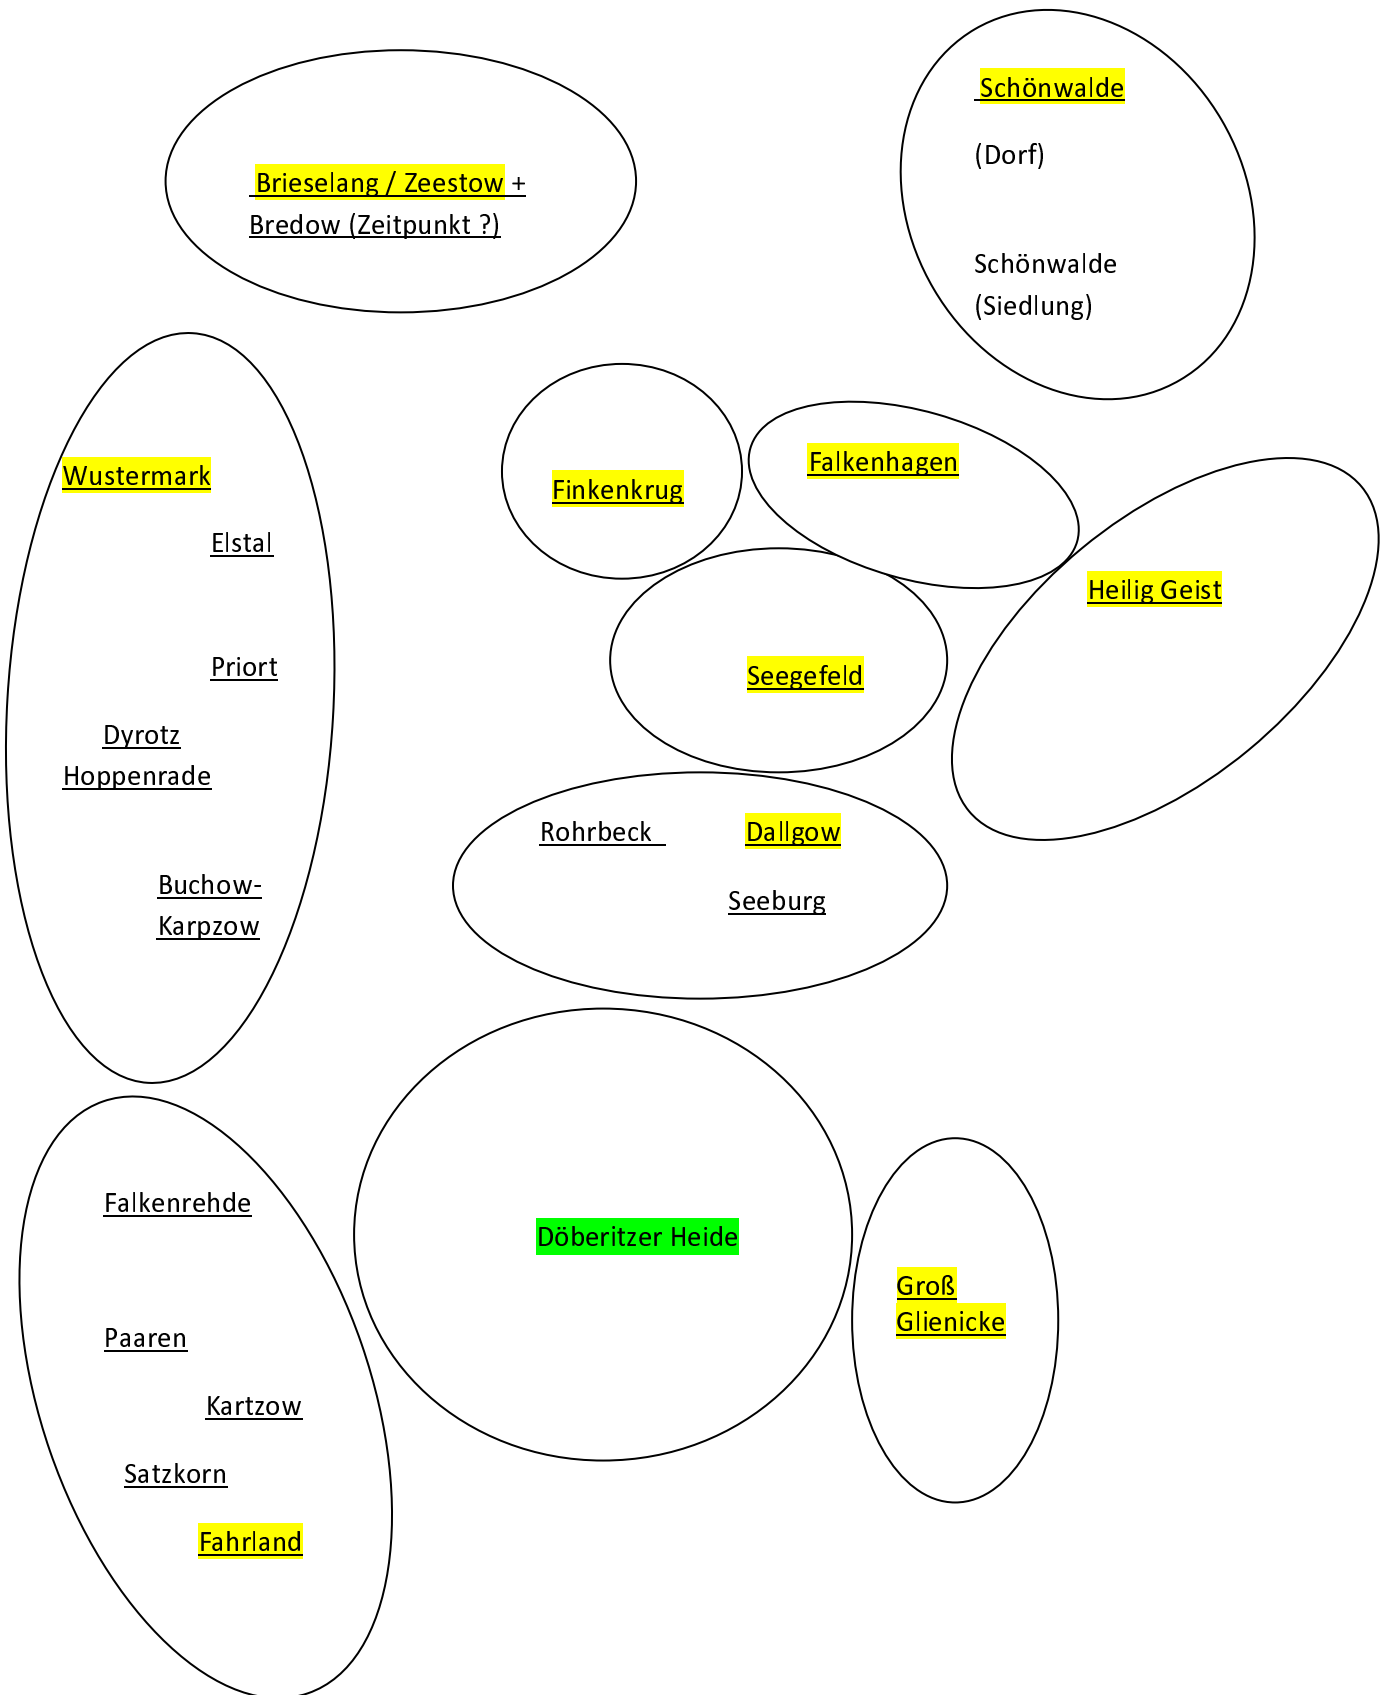 Schönwalde
(Dorf)
Schönwalde
(Siedlung)
Brieselang / Zeestow +
Bredow (Zeitpunkt ?)
Wustermark
Elstal
Priort
Dyrotz
Hoppenrade
Buchow-
Karpzow
Finkenkrug
Falkenhagen
Heilig Geist
Seegefeld
Rohrbeck Dallgow
Seeburg
Döberitzer Heide
Groß
Glienicke
Falkenrehde
Paaren
Kartzow
Satzkorn
Fahrland